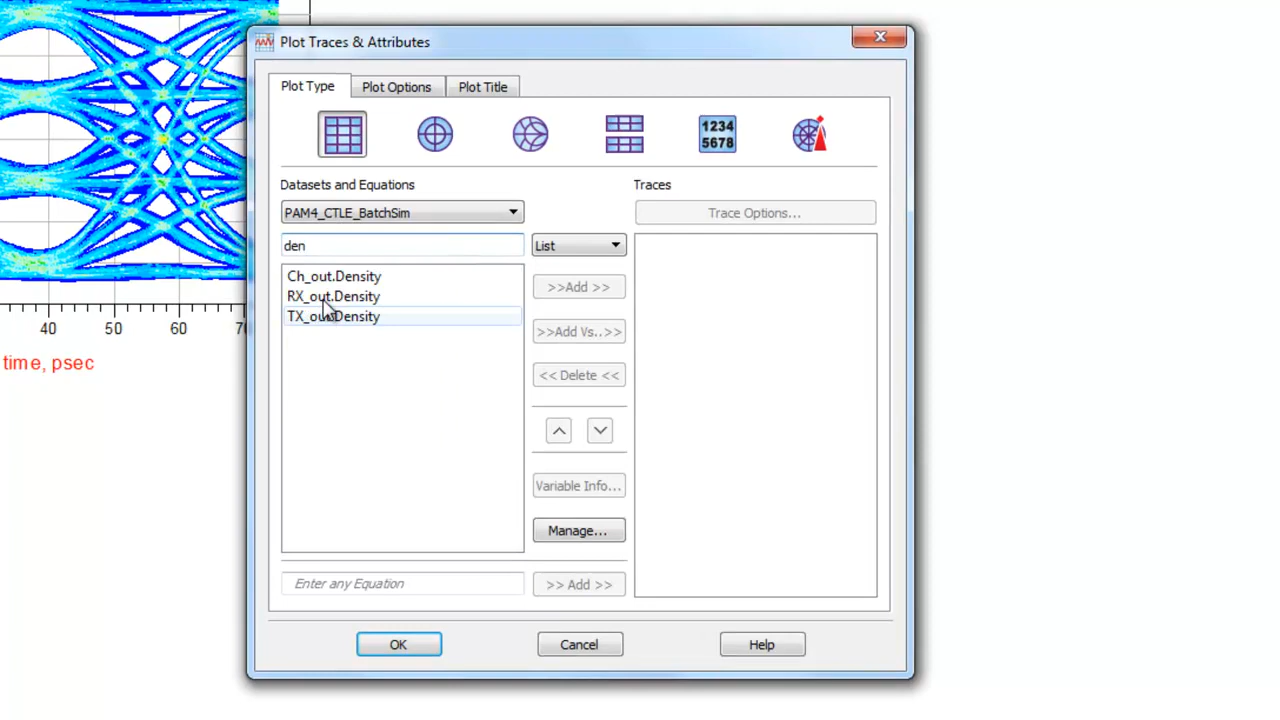 Plot Traces & Attributes
Plot Type
Plot Options
Plot Title
1234
5678
Datasets and Equations
Traces
PAM4_CTLE_BatchSim
Trace Options...
den
List
Ch_out.Density
RX_out.Density
TX_out.Density
>>Add >>
>>Add Vs..>>
<< Delete <<
Variable Info...
Manage...
Enter any Equation
>> Add >>
OK
Cancel
Help
40 50 60
time, psec